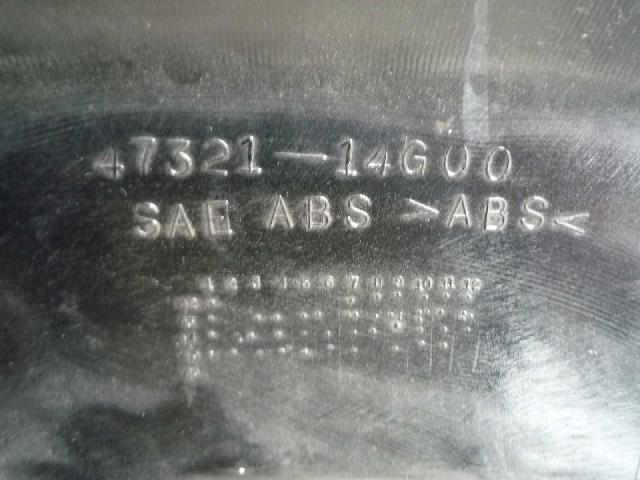 47321-14G00
SAE ABS >ABS<
1 2 3 4 5 6 7 8 9 10 11 12